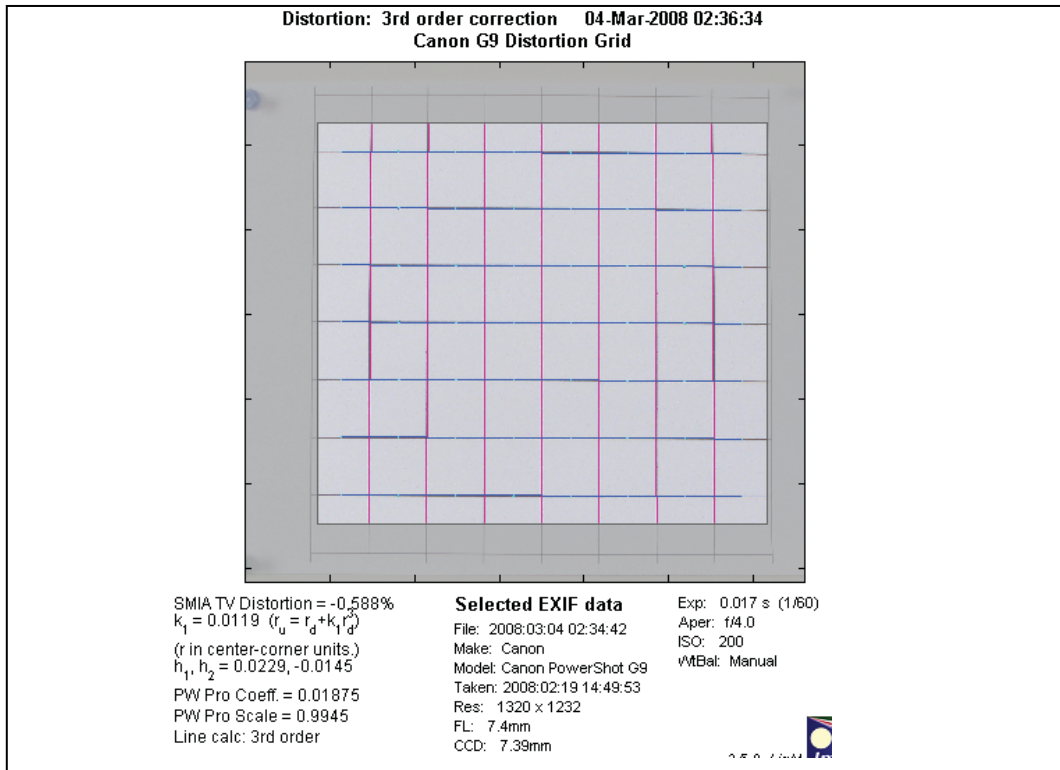 Distortion: 3rd order correction 04-Mar-2008 02:36:34
Canon G9 Distortion Grid
SMIA TV Distortion = -0.588%
k1 = 0.0119 (ru = rd+k1rd3)
(r in center-corner units.)
h1, h2 = 0.0229, -0.0145
PW Pro Coeff. = 0.01875
PW Pro Scale = 0.9945
Line calc: 3rd order
Selected EXIF data
File: 2008:03:04 02:34:42
Make: Canon
Model: Canon PowerShot G9
Taken: 2008:02:19 14:49:53
Res: 1320 x 1232
FL: 7.4mm
CCD: 7.39mm
Exp: 0.017 s (1/60)
Aper: f/4.0
ISO: 200
WtBal: Manual